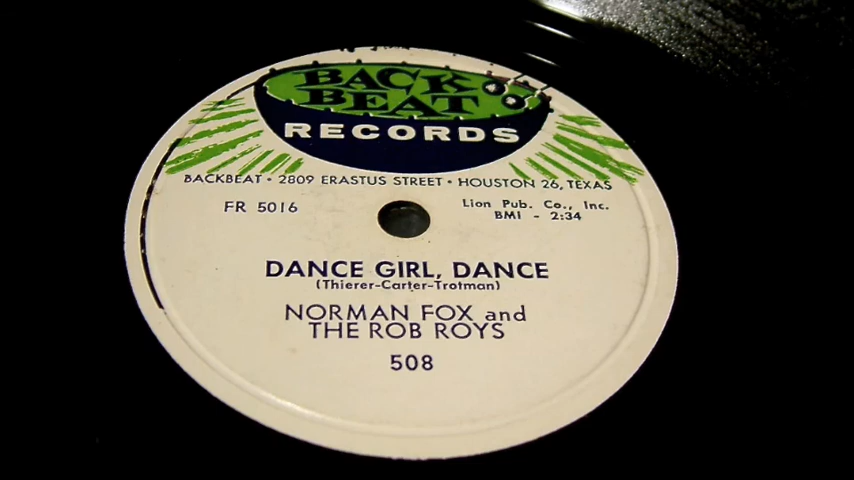 BACK
BEAT
RECORDS
BACKBEAT • 2809 ERASTUS STREET • HOUSTON 26, TEXAS
FR 5016
Lion Pub. Co., Inc.
BMI - 2:34
DANCE GIRL, DANCE
(Thierer-Carter-Trotman)
NORMAN FOX and
THE ROB ROYS
508